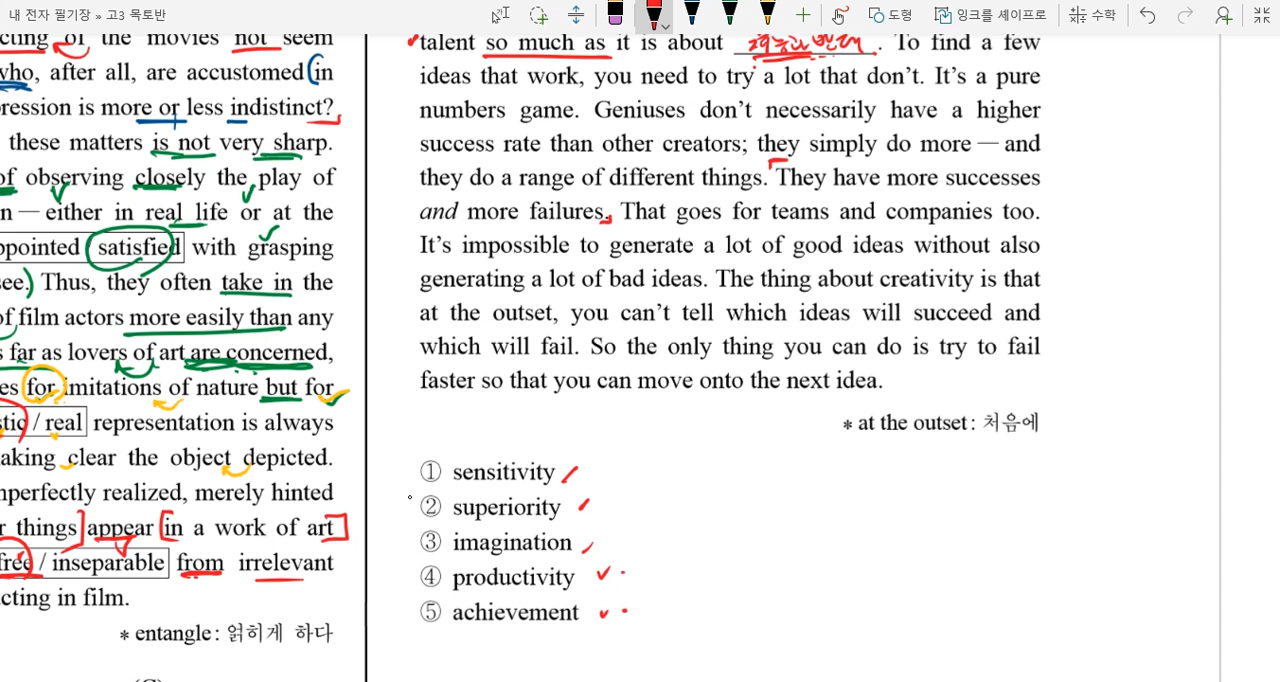 내 전자 필기장 » 고3 목토반
도형
잉크를 셰이프로
수학
cting of the movies not seem
who, after all, are accustomed (in
pression is more or less indistinct?
these matters is not very sharp.
of observing closely the play of
n — either in real life or at the
ppointed satisfied with grasping
see.) Thus, they often take in the
of film actors more easily than any
s far as lovers of art are concerned,
es for imitations of nature but for
stic / real representation is always
aking clear the object depicted.
mperfectly realized, merely hinted
r things] appear [in a work of art]
free / inseparable from irrelevant
cting in film.
* entangle: 얽히게 하다
talent so much as it is about 재능과 반대 . To find a few
ideas that work, you need to try a lot that don't. It's a pure
numbers game. Geniuses don't necessarily have a higher
success rate than other creators; they simply do more — and
they do a range of different things. They have more successes
and more failures. That goes for teams and companies too.
It's impossible to generate a lot of good ideas without also
generating a lot of bad ideas. The thing about creativity is that
at the outset, you can't tell which ideas will succeed and
which will fail. So the only thing you can do is try to fail
faster so that you can move onto the next idea.
* at the outset: 처음에
① sensitivity
② superiority
③ imagination
④ productivity
⑤ achievement